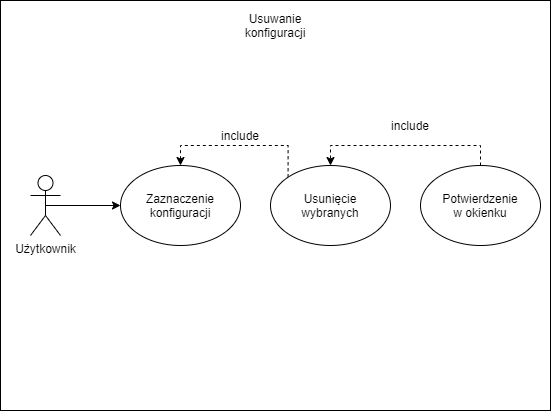 Usuwanie
konfiguracji
include
include
Zaznaczenie
konfiguracji
Usunięcie
wybranych
Potwierdzenie
w okienku
Użytkownik